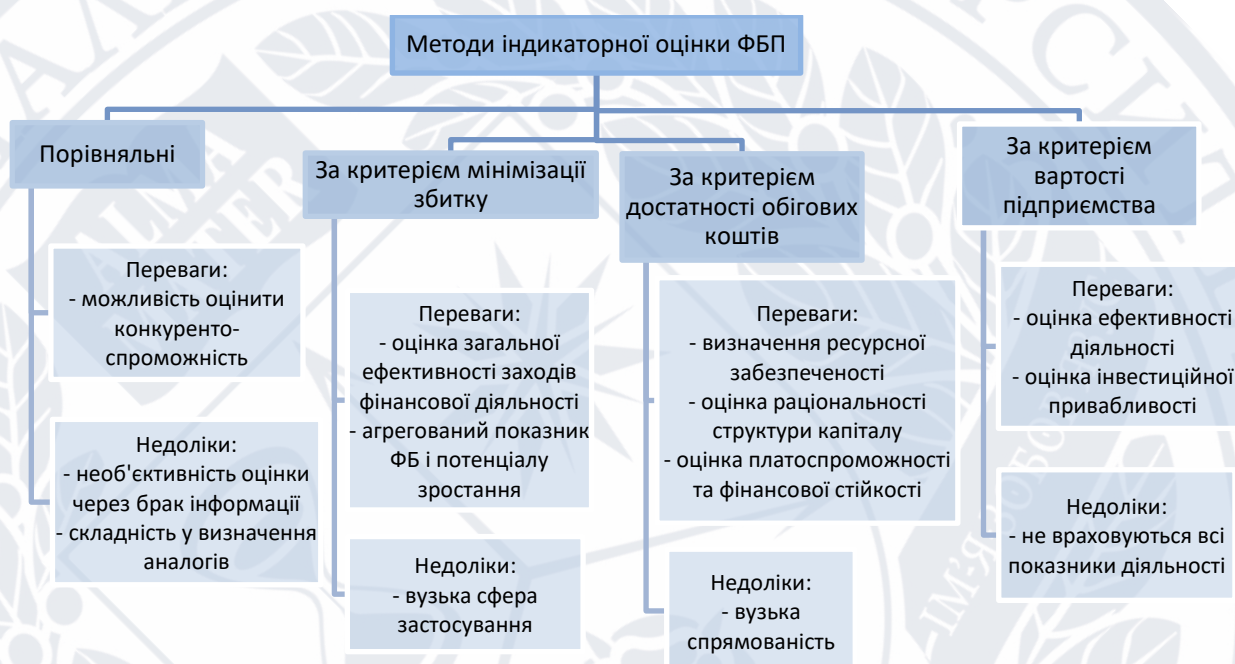 Методи індикаторної оцінки ФБП
Порівняльні
Переваги:
- можливість оцінити
конкуренто-
спроможність
Недоліки:
- необ'єктивність оцінки
через брак інформації
- складність у визначення
аналогів
За критерієм мінімізації
збитку
Переваги:
- оцінка загальної
ефективності заходів
фінансової діяльності
- агрегований показник
ФБ і потенціалу
зростання
Недоліки:
- вузька сфера
застосування
За критерієм
достатності обігових
коштів
Переваги:
- визначення ресурсної
забезпеченості
- оцінка раціональності
структури капіталу
- оцінка платоспроможності
та фінансової стійкості
Недоліки:
- вузька
спрямованість
За критерієм
вартості
підприємства
Переваги:
- оцінка ефективності
діяльності
- оцінка інвестиційної
привабливості
Недоліки:
- не враховуються всі
показники діяльності
ALMA
MATER